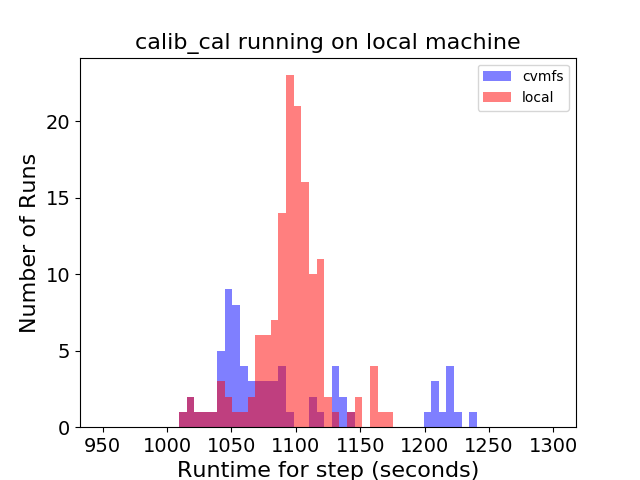 calib_cal running on local machine
cvmfs
local
Number of Runs
20
15
10
5
0
950 1000 1050 1100 1150 1200 1250 1300
Runtime for step (seconds)